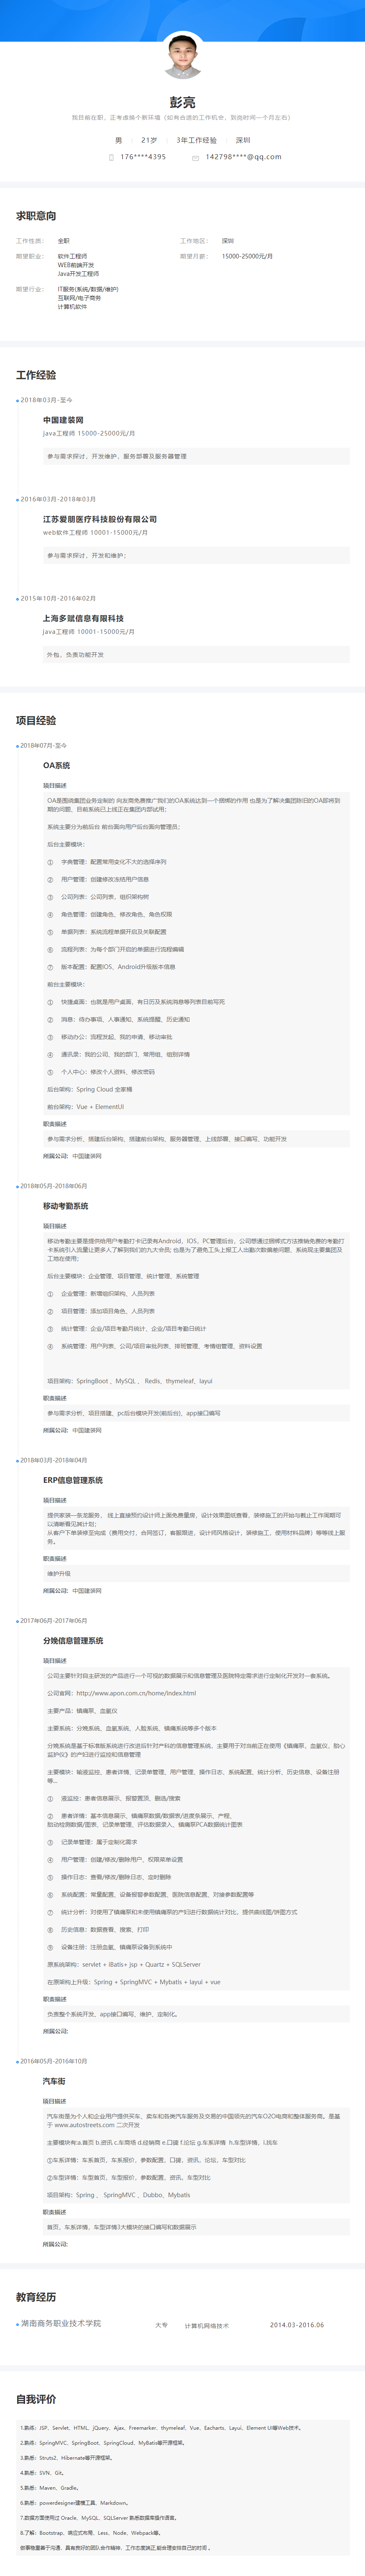 彭亮
我目前在职，正考虑换个新环境（如有合适的工作机会，到岗时间一个月左右）
男 21岁 3年工作经验 深圳
176****4395 142798****@qq.com
求职意向
工作性质： 全职 工作地区： 深圳
期望职业： 软件工程师 期望月薪： 15000-25000元/月
WEB前端开发
Java开发工程师
期望行业： IT服务(系统/数据/维护)
互联网/电子商务
计算机软件
工作经验
2018年03月-至今
中国建装网
java工程师 15000-25000元/月
参与需求探讨，开发维护，服务部署及服务器管理
2016年03月-2018年03月
江苏爱朋医疗科技股份有限公司
web软件工程师 10001-15000元/月
参与需求探讨，开发和维护；
2015年10月-2016年02月
上海多赋信息有限科技
java工程师 10001-15000元/月
外包，负责功能开发
项目经验
2018年07月-至今
OA系统
项目描述
OA是围绕集团业务定制的 向友商免费推广我们的OA系统达到一个捆绑的作用 也是为了解决集团陈旧的OA即将到
期的问题，目前系统已上线正在集团内部试用；
系统主要分为前后台 前台面向用户后台面向管理员；
后台主要模块：
① 字典管理：配置常用变化不大的选择序列
② 用户管理：创建修改冻结用户信息
③ 公司列表：公司列表，组织架构树
④ 角色管理：创建角色，修改角色，角色权限
⑤ 单据列表：系统流程单据开启及关联配置
⑥ 流程列表：为每个部门开启的单据进行流程编辑
⑦ 版本配置：配置IOS，Android升级版本信息
前台主要模块：
① 快捷桌面：也就是用户桌面，有日历及系统消息等列表目前写死
② 消息：待办事项，人事通知，系统提醒，历史通知
③ 移动办公：流程发起，我的申请，移动审批
④ 通讯录：我的公司，我的部门，常用组，组别详情
⑤ 个人中心：修改个人资料，修改密码
后台架构：Spring Cloud 全家桶
前台架构：Vue + ElementUI
职责描述
参与需求分析，搭建后台架构，搭建前台架构，服务器管理，上线部署，接口编写，功能开发
所属公司: 中国建装网
2018年05月-2018年06月
移动考勤系统
项目描述
移动考勤主要是提供给用户考勤打卡记录有Android，IOS，PC管理后台，公司想通过捆绑式方法推销免费的考勤打
卡系统引入流量让更多人了解到我们的九大会员; 也是为了避免工头上报工人出勤次数偏差问题，系统现主要集团及
工地在使用；
后台主要模块：企业管理，项目管理，统计管理，系统管理
① 企业管理：新增组织架构，人员列表
② 项目管理：添加项目角色，人员列表
③ 统计管理：企业/项目考勤月统计，企业/项目考勤日统计
④ 系统管理：用户列表，公司/项目审批列表，排班管理，考情组管理，资料设置
项目架构：SpringBoot 、MySQL 、 Redis、thymeleaf、layui
职责描述
参与需求分析，项目搭建，pc后台模块开发(前后台)，app接口编写
所属公司: 中国建装网
2018年03月-2018年04月
ERP信息管理系统
项目描述
提供家装一条龙服务， 线上直接预约设计师上面免费量房，设计效果图纸查看，装修施工的开始与截止工作周期可
以清晰看见其计划；
从客户下单装修至完成（费用交付，合同签订，客服跟进，设计师风格设计，装修施工，使用材料品牌）等等线上服
务。
职责描述
维护升级
所属公司: 中国建装网
2017年06月-2017年06月
分娩信息管理系统
项目描述
公司主要针对自主研发的产品进行一个可视的数据展示和信息管理及医院特定需求进行定制化开发对一套系统。
公司官网：http://www.apon.com.cn/home/index.html
主要产品：镇痛泵，血氧仪
主要系统：分娩系统，血氧系统，人脸系统，镇痛系统等多个版本
分娩系统是基于标准版系统进行改进后针对产科的信息管理系统，主要用于对当前正在使用《镇痛泵，血氧仪，胎心
监护仪》的产妇进行监控和信息管理
主要模块：输液监控，患者详情，记录单管理，用户管理，操作日志，系统配置，统计分析，历史信息，设备注册
等...
① 液监控：患者信息展示，报警置顶，翻选/搜索
② 患者详情：基本信息展示，镇痛泵数据/数据表/进度条展示，产程，
胎动检测数据/图表，记录单管理，评估数据录入，镇痛泵PCA数据统计图表
③ 记录单管理：属于定制化需求
④ 用户管理：创建/修改/删除用户，权限菜单设置
⑤ 操作日志：查看/修改/删除日志，定时删除
⑥ 系统配置：常量配置，设备报警参数配置，医院信息配置，对接参数配置等
⑦ 统计分析：对使用了镇痛泵和未使用镇痛泵的产妇进行数据统计对比，提供曲线图/饼图方式
⑧ 历史信息：数据查看，搜索，打印
⑨ 设备注册：注册血氧，镇痛泵设备到系统中
原系统架构：servlet + iBatis+ jsp + Quartz + SQLServer
在原架构上升级：Spring + SpringMVC + Mybatis + layui + vue
职责描述
负责整个系统开发，app接口编写，维护，定制化。
所属公司:
2016年05月-2016年10月
汽车街
项目描述
汽车街是为个人和企业用户提供买车，卖车和各类汽车服务及交易的中国领先的汽车O2O电商和整体服务商。是基
于 www.autostreets.com 二次开发
主要模块有:a.首页 b.资讯 c.车商场 d.经销商 e.口碑 f.论坛 g.车系详情 h.车型详情，i.找车
①车系详情：车系首页，车系报价，参数配置，口碑，资讯，论坛，车型对比
②车型详情：车型首页，车型报价，参数配置，资讯，车型对比
项目架构：Spring 、 SpringMVC 、Dubbo、Mybatis
职责描述
首页，车系详情，车型详情3大模块的接口编写和数据展示
所属公司:
教育经历
湖南商务职业技术学院 大专 计算机网络技术 2014.03-2016.06
自我评价
1.熟练：JSP、Servlet、HTML、jQuery、Ajax、Freemarker、thymeleaf、Vue、Eacharts、Layui、Element UI等Web技术。
2.熟练：SpringMVC、SpringBoot、SpringCloud、MyBatis等开源框架。
3.熟悉：Struts2、Hibernate等开源框架。
4.熟悉：SVN、Git。
5.熟悉：Maven、Gradle。
6.熟悉：powerdesigner建模工具、Markdown。
7.数据方面使用过 Oracle、MySQL、SQLServer 熟悉数据库操作语言。
8.了解：Bootstrap、响应式布局、Less、Node、Webpack等。
做事稳重善于沟通，具有良好的团队合作精神、工作态度端正,能合理安排自己的时间 。